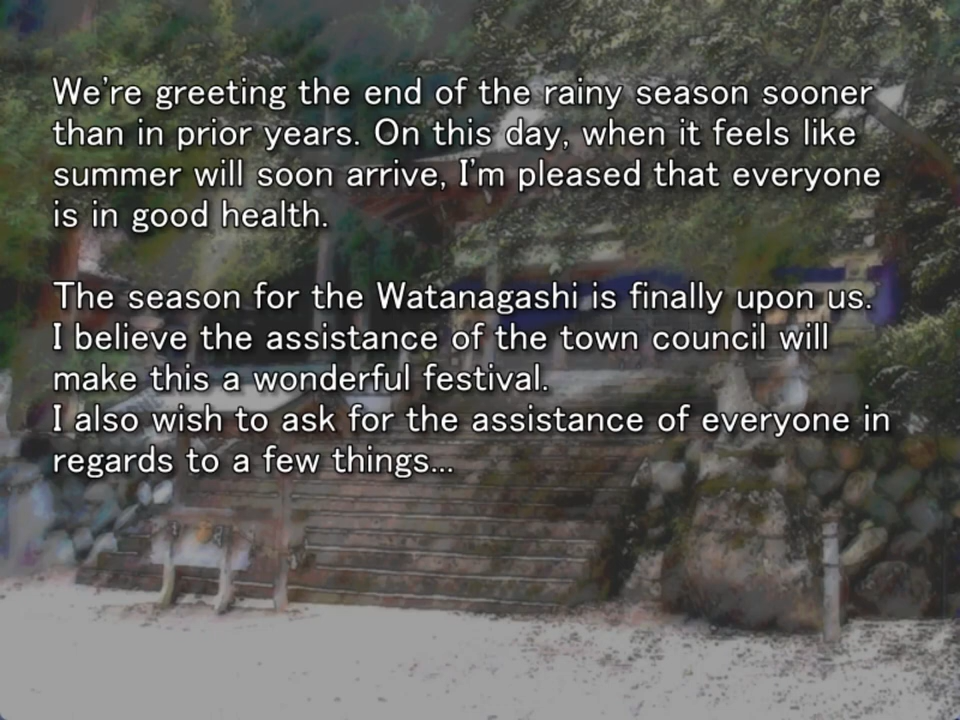 We're greeting the end of the rainy season sooner
than in prior years. On this day, when it feels like
summer will soon arrive, I'm pleased that everyone
is in good health.
The season for the Watanagashi is finally upon us.
I believe the assistance of the town council will
make this a wonderful festival.
I also wish to ask for the assistance of everyone in
regards to a few things...